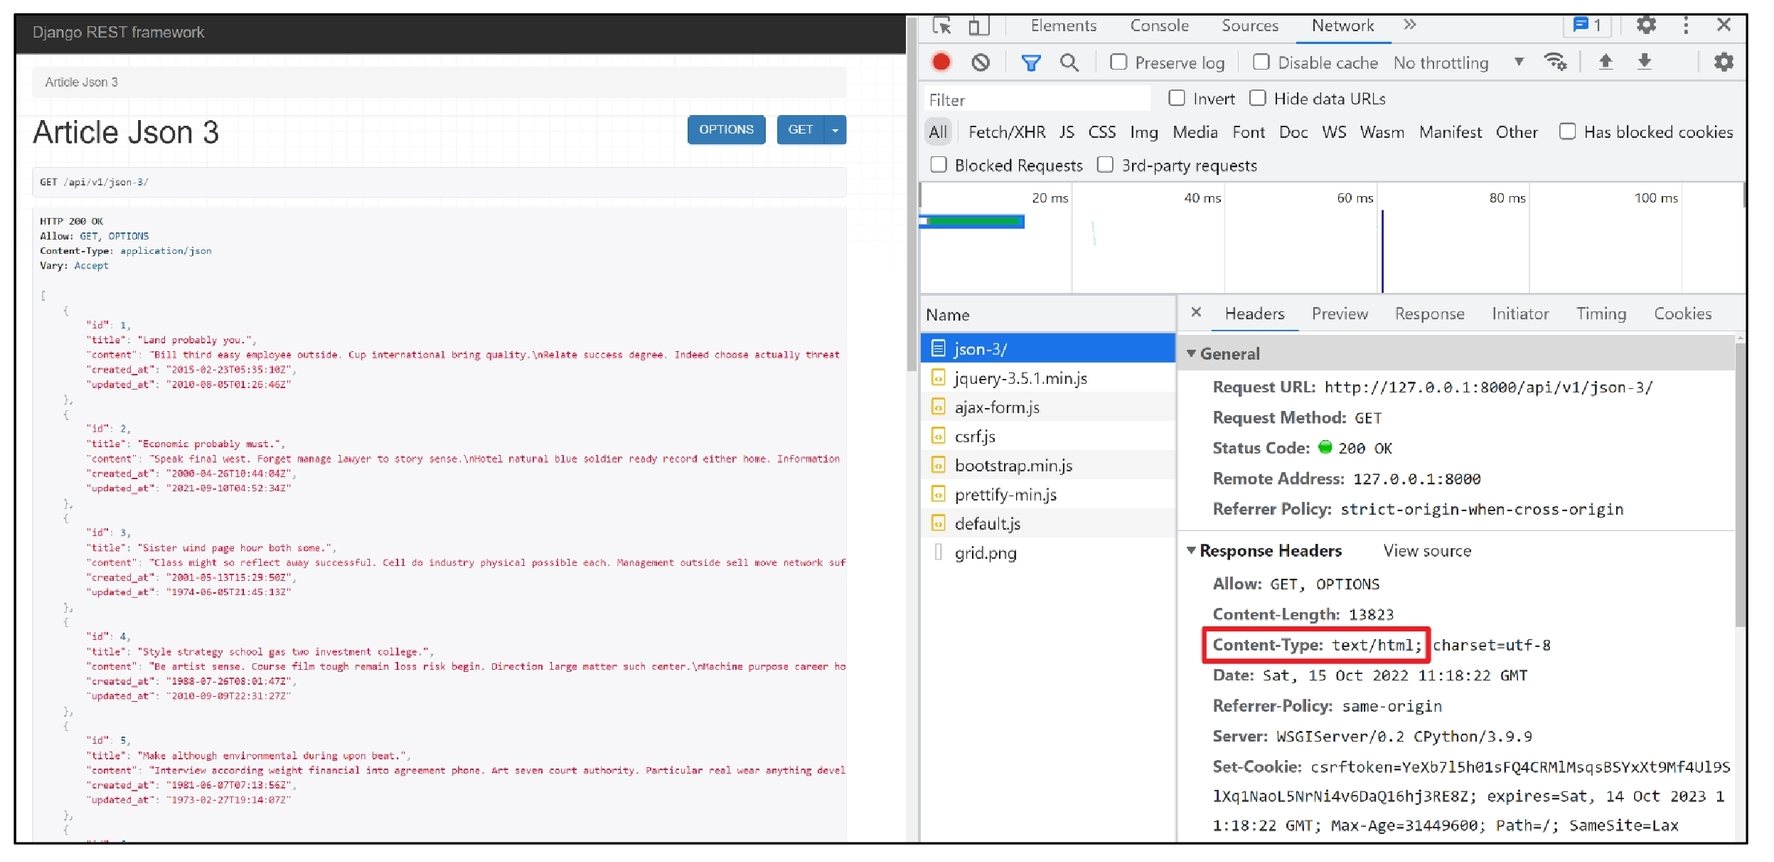 Django REST framework
Article Json 3
Article Json 3
OPTIONS
GET
GET /api/v1/json-3/
HTTP 200 OK
Allow: GET, OPTIONS
Content-Type: application/json
Vary: Accept
[
{
"id": 1,
"title": "Land probably you.",
"content": "Bill third easy employee outside. Cup international bring quality.\nRelate success degree. Indeed choose actually threat
"created_at": "2015-02-23T05:35:10Z",
"updated_at": "2010-08-05T01:26:46Z"
},
{
"id": 2,
"title": "Economic probably must.",
"content": "Speak final west. Forget manage lawyer to story sense.\nHotel natural blue soldier ready record either home. Information
"created_at": "2000-04-26T10:44:04Z",
"updated_at": "2021-09-10T04:52:34Z"
},
{
"id": 3,
"title": "Sister wind page hour both some.",
"content": "Class might so reflect away successful. Cell do industry physical possible each. Management outside sell move network suf
"created_at": "2001-05-13T15:29:50Z",
"updated_at": "1974-06-05T21:45:13Z"
},
{
"id": 4,
"title": "Style strategy school gas two investment college.",
"content": "Be artist sense. Course film tough remain loss risk begin. Direction large matter such center.\nMachine purpose career ho
"created_at": "1988-07-26T08:01:47Z",
"updated_at": "2010-09-09T22:31:27Z"
},
{
"id": 5,
"title": "Make although environmental during upon beat.",
"content": "Interview according weight financial into agreement phone. Art seven court authority. Particular real wear anything devel
"created_at": "1981-06-07T07:13:56Z",
"updated_at": "1973-02-27T19:14:07Z"
},
{
Elements Console Sources Network » 1
Preserve log Disable cache No throttling
Filter Invert Hide data URLs
All Fetch/XHR JS CSS Img Media Font Doc WS Wasm Manifest Other Has blocked cookies
Blocked Requests 3rd-party requests
20 ms 40 ms 60 ms 80 ms 100 ms
Name
json-3/
jquery-3.5.1.min.js
ajax-form.js
csrf.js
bootstrap.min.js
prettify-min.js
default.js
grid.png
Headers Preview Response Initiator Timing Cookies
General
Request URL: http://127.0.0.1:8000/api/v1/json-3/
Request Method: GET
Status Code: 200 OK
Remote Address: 127.0.0.1:8000
Referrer Policy: strict-origin-when-cross-origin
Response Headers View source
Allow: GET, OPTIONS
Content-Length: 13823
Content-Type: text/html; charset=utf-8
Date: Sat, 15 Oct 2022 11:18:22 GMT
Referrer-Policy: same-origin
Server: WSGIServer/0.2 CPython/3.9.9
Set-Cookie: csrftoken=YeXb7l5h01sFQ4CRMlMsqsBSYxXt9Mf4Ul9S
lXq1NaoL5NrNi4v6DaQ16hj3RE8Z; expires=Sat, 14 Oct 2023 1
1:18:22 GMT; Max-Age=31449600; Path=/; SameSite=Lax